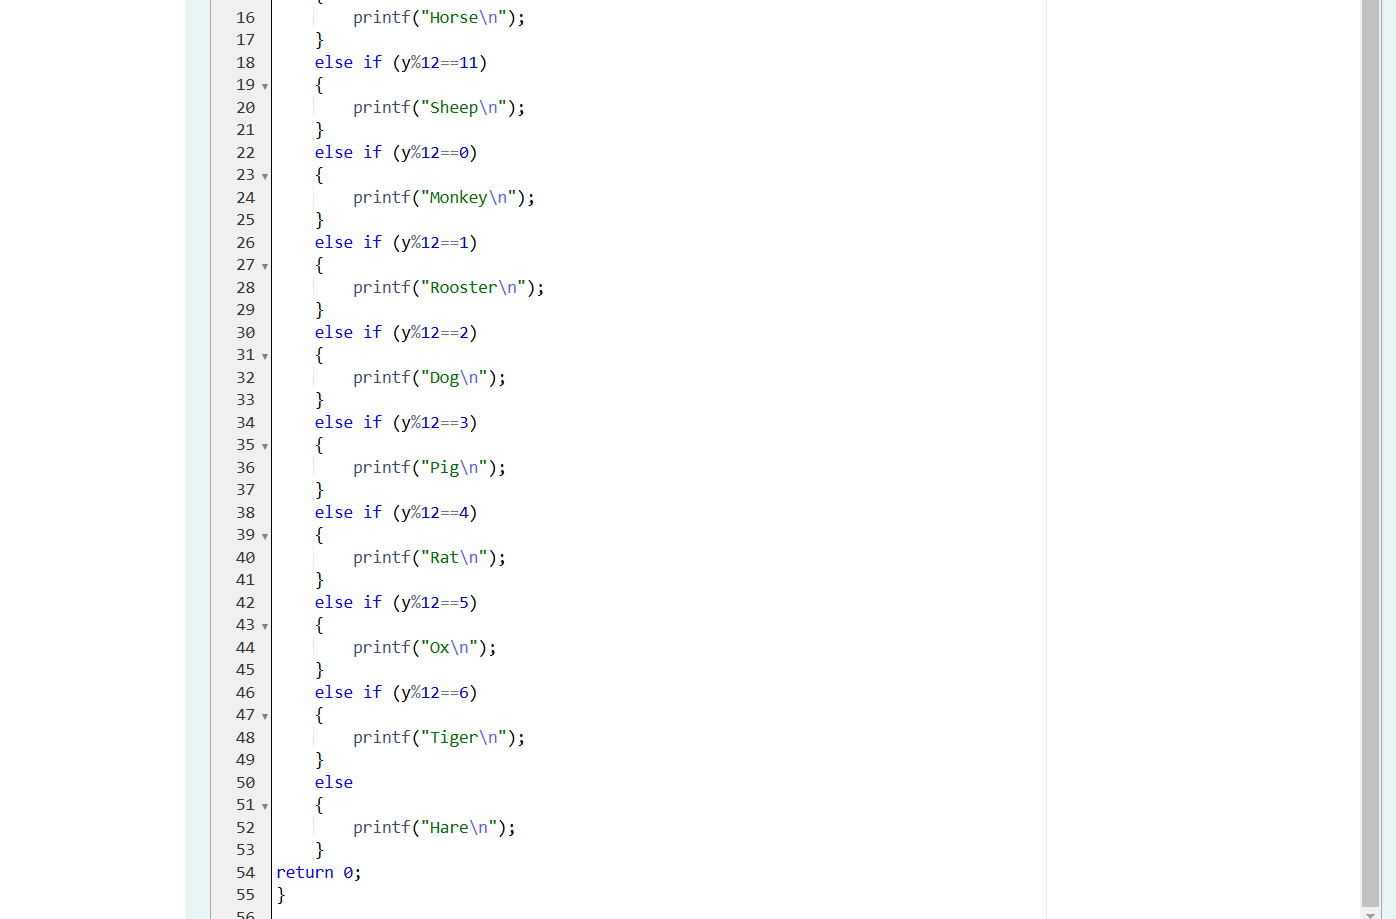 {
16 printf("Horse\n");
17 }
18 else if (y%12==11)
19 {
20 printf("Sheep\n");
21 }
22 else if (y%12==0)
23 {
24 printf("Monkey\n");
25 }
26 else if (y%12==1)
27 {
28 printf("Rooster\n");
29 }
30 else if (y%12==2)
31 {
32 printf("Dog\n");
33 }
34 else if (y%12==3)
35 {
36 printf("Pig\n");
37 }
38 else if (y%12==4)
39 {
40 printf("Rat\n");
41 }
42 else if (y%12==5)
43 {
44 printf("Ox\n");
45 }
46 else if (y%12==6)
47 {
48 printf("Tiger\n");
49 }
50 else
51 {
52 printf("Hare\n");
53 }
54 return 0;
55 }
56